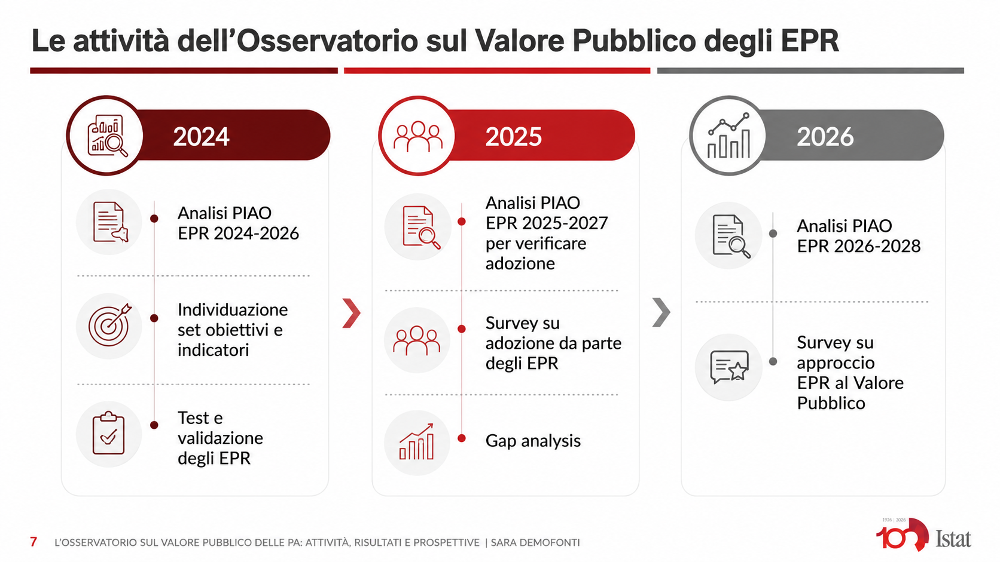 Le attività dell’Osservatorio sul Valore Pubblico degli EPR
2024
Analisi PIAO
EPR 2024-2026
Individuazione
set obiettivi e
indicatori
Test e
validazione
degli EPR
2025
Analisi PIAO
EPR 2025-2027
per verificare
adozione
Survey su
adozione da parte
degli EPR
Gap analysis
2026
Analisi PIAO
EPR 2026-2028
Survey su
approccio
EPR al Valore
Pubblico
7 L’OSSERVATORIO SUL VALORE PUBBLICO DELLE PA: ATTIVITÀ, RISULTATI E PROSPETTIVE | SARA DEMOFONTI
1926 | 2026
100 Istat